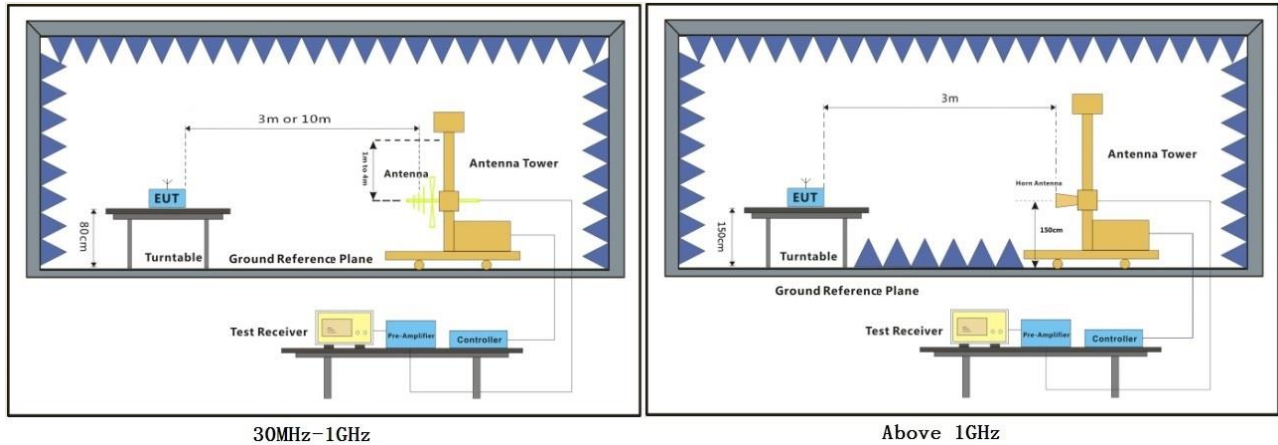 3m or 10m
1m to 4m
Antenna
Antenna Tower
EUT
80cm
Turntable
Ground Reference Plane
Test Receiver
Pre-Amplifier
Controller
30MHz-1GHz
3m
Antenna Tower
Horn Antenna
EUT
150cm
150cm
Turntable
Ground Reference Plane
Test Receiver
Pre-Amplifier
Controller
Above 1GHz